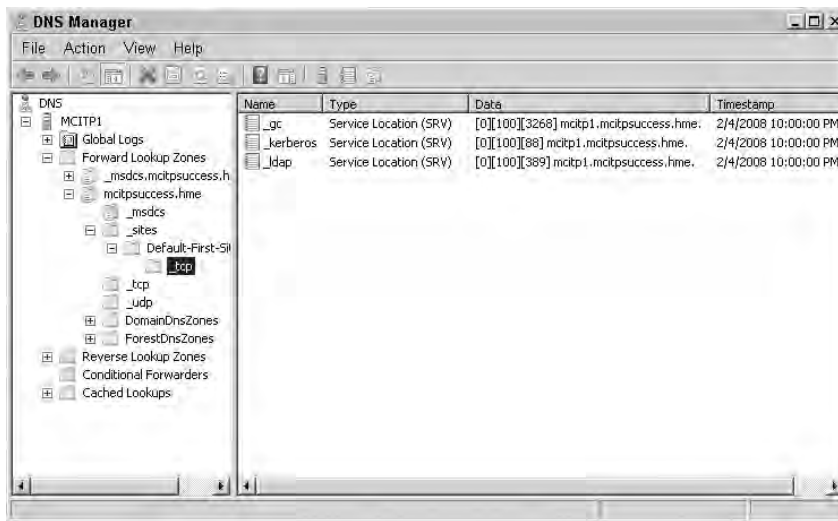 DNS Manager
File Action View Help
DNS
MCITP1
Global Logs
Forward Lookup Zones
_msdcs.mcitpsuccess.h
mcitpsuccess.hme
_msdcs
_sites
Default-First-Si
_tcp
_tcp
_udp
DomainDnsZones
ForestDnsZones
Reverse Lookup Zones
Conditional Forwarders
Cached Lookups
Name Type Data Timestamp
_gc Service Location (SRV) [0][100][3268] mcitp1.mcitpsuccess.hme. 2/4/2008 10:00:00 PM
_kerberos Service Location (SRV) [0][100][88] mcitp1.mcitpsuccess.hme. 2/4/2008 10:00:00 PM
_ldap Service Location (SRV) [0][100][389] mcitp1.mcitpsuccess.hme. 2/4/2008 10:00:00 PM